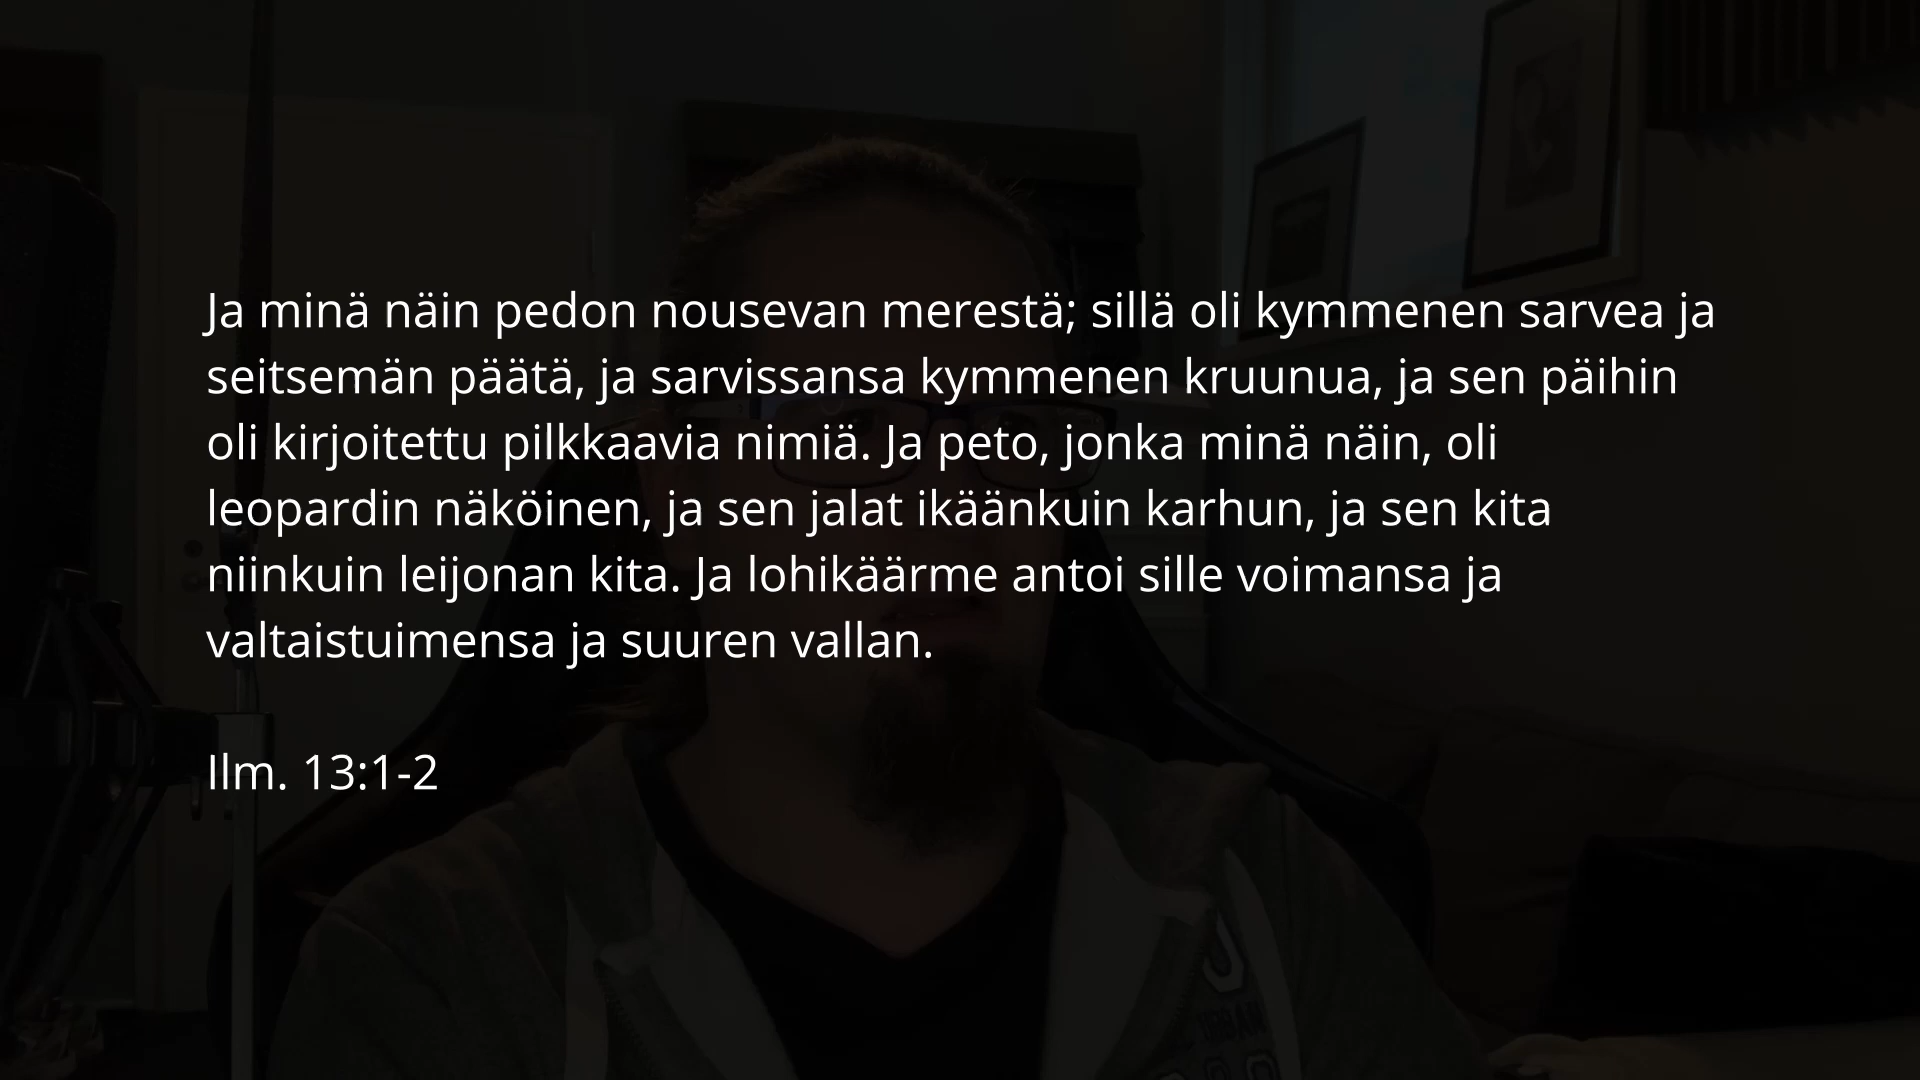 Ja minä näin pedon nousevan merestä; sillä oli kymmenen sarvea ja
seitsemän päätä, ja sarvissansa kymmenen kruunua, ja sen päihin
oli kirjoitettu pilkkaavia nimiä. Ja peto, jonka minä näin, oli
leopardin näköinen, ja sen jalat ikäänkuin karhun, ja sen kita
niinkuin leijonan kita. Ja lohikäärme antoi sille voimansa ja
valtaistuimensa ja suuren vallan.
Ilm. 13:1-2